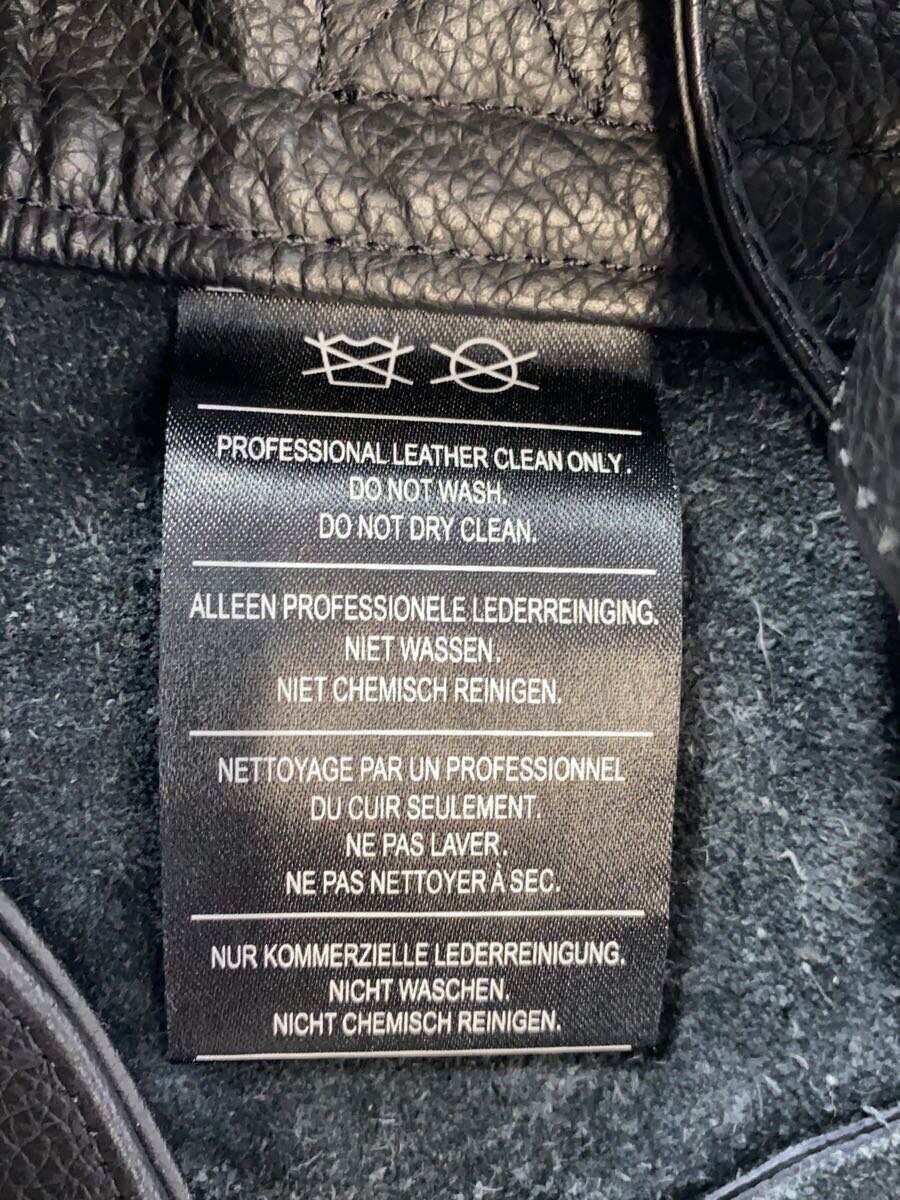 PROFESSIONAL LEATHER CLEAN ONLY.
DO NOT WASH.
DO NOT DRY CLEAN.
ALLEEN PROFESSIONELE LEDERREINIGING.
NIET WASSEN.
NIET CHEMISCH REINIGEN.
NETTOYAGE PAR UN PROFESSIONNEL
DU CUIR SEULEMENT.
NE PAS LAVER.
NE PAS NETTOYER À SEC.
NUR KOMMERZIELLE LEDERREINIGUNG.
NICHT WASCHEN.
NICHT CHEMISCH REINIGEN.